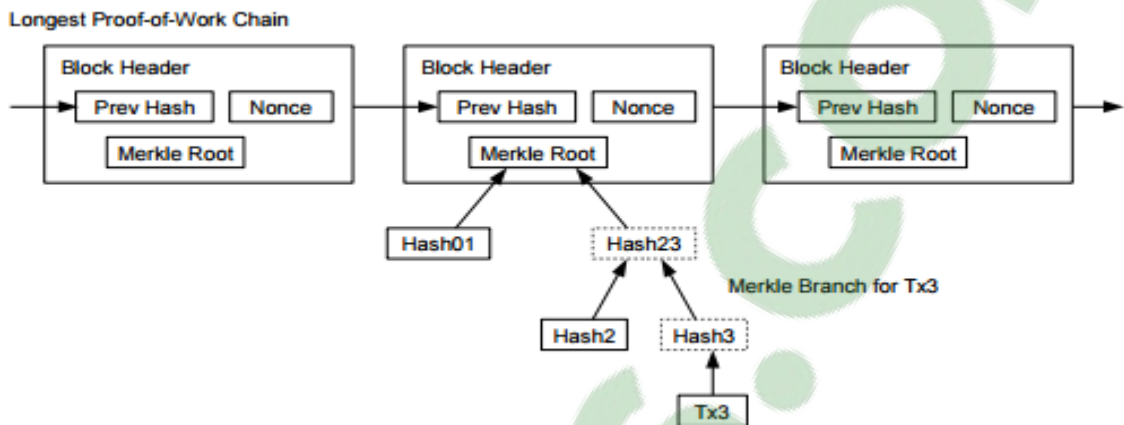 Longest Proof-of-Work Chain
Block Header
Prev Hash
Nonce
Merkle Root
Block Header
Prev Hash
Nonce
Merkle Root
Block Header
Prev Hash
Nonce
Merkle Root
Hash01
Hash23
Merkle Branch for Tx3
Hash2
Hash3
Tx3